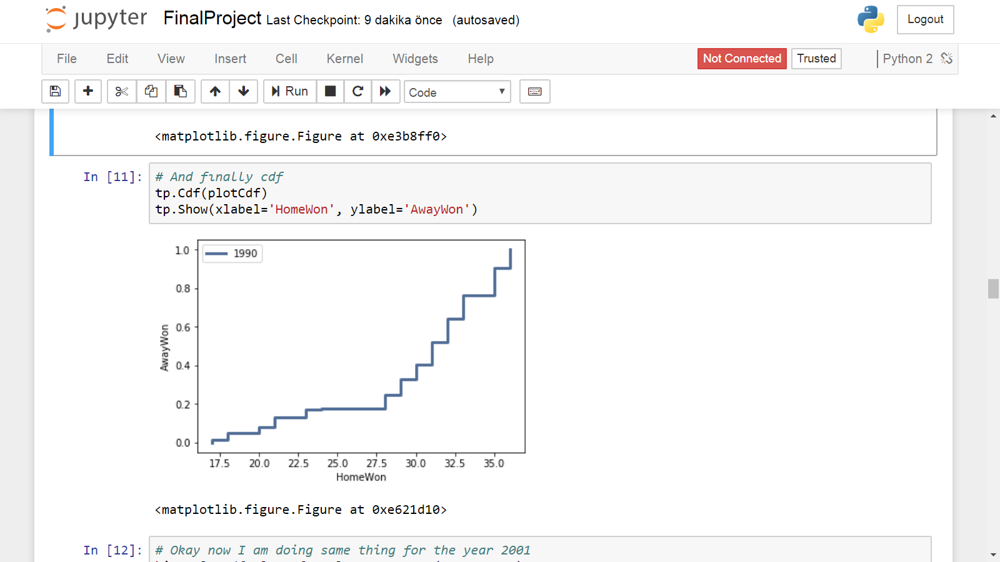 jupyter FinalProject Last Checkpoint: 9 dakika önce (autosaved)
Logout
File Edit View Insert Cell Kernel Widgets Help
Not Connected Trusted Python 2
Run Code
<matplotlib.figure.Figure at 0xe3b8ff0>
In [11]: # And fınally cdf
tp.Cdf(plotCdf)
tp.Show(xlabel='HomeWon', ylabel='AwayWon')
1990
1.0
0.8
0.6
0.4
0.2
0.0
AwayWon
17.5 20.0 22.5 25.0 27.5 30.0 32.5 35.0
HomeWon
<matplotlib.figure.Figure at 0xe621d10>
In [12]: # Okay now I am doing same thing for the year 2001